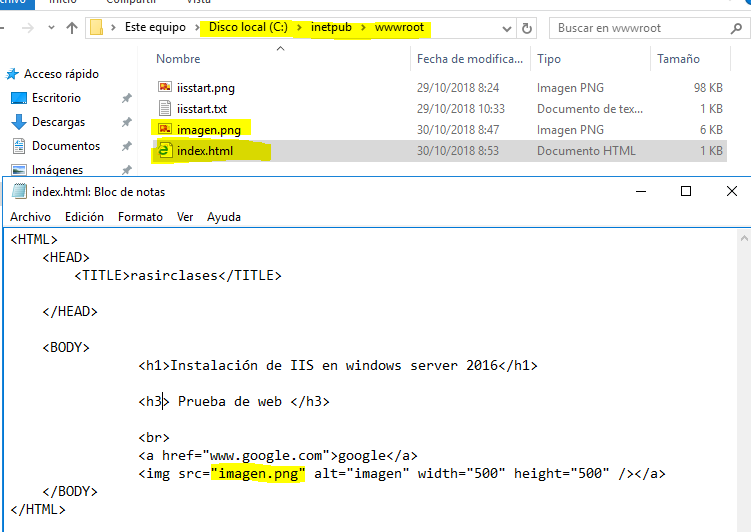 Archivo Inicio Compartir Vista
Este equipo > Disco local (C:) > inetpub > wwwroot
Buscar en wwwroot
Nombre Fecha de modifica... Tipo Tamaño
Acceso rápido
Escritorio
Descargas
Documentos
Imágenes
iisstart.png 29/10/2018 8:24 Imagen PNG 98 KB
iisstart.txt 29/10/2018 10:33 Documento de tex... 1 KB
imagen.png 30/10/2018 8:47 Imagen PNG 6 KB
index.html 30/10/2018 8:53 Documento HTML 1 KB
index.html: Bloc de notas
Archivo Edición Formato Ver Ayuda
<HTML>
<HEAD>
<TITLE>rasirclases</TITLE>
</HEAD>
<BODY>
<h1>Instalación de IIS en windows server 2016</h1>
<h3> Prueba de web </h3>
<br>
<a href="www.google.com">google</a>
<img src="imagen.png" alt="imagen" width="500" height="500" /></a>
</BODY>
</HTML>